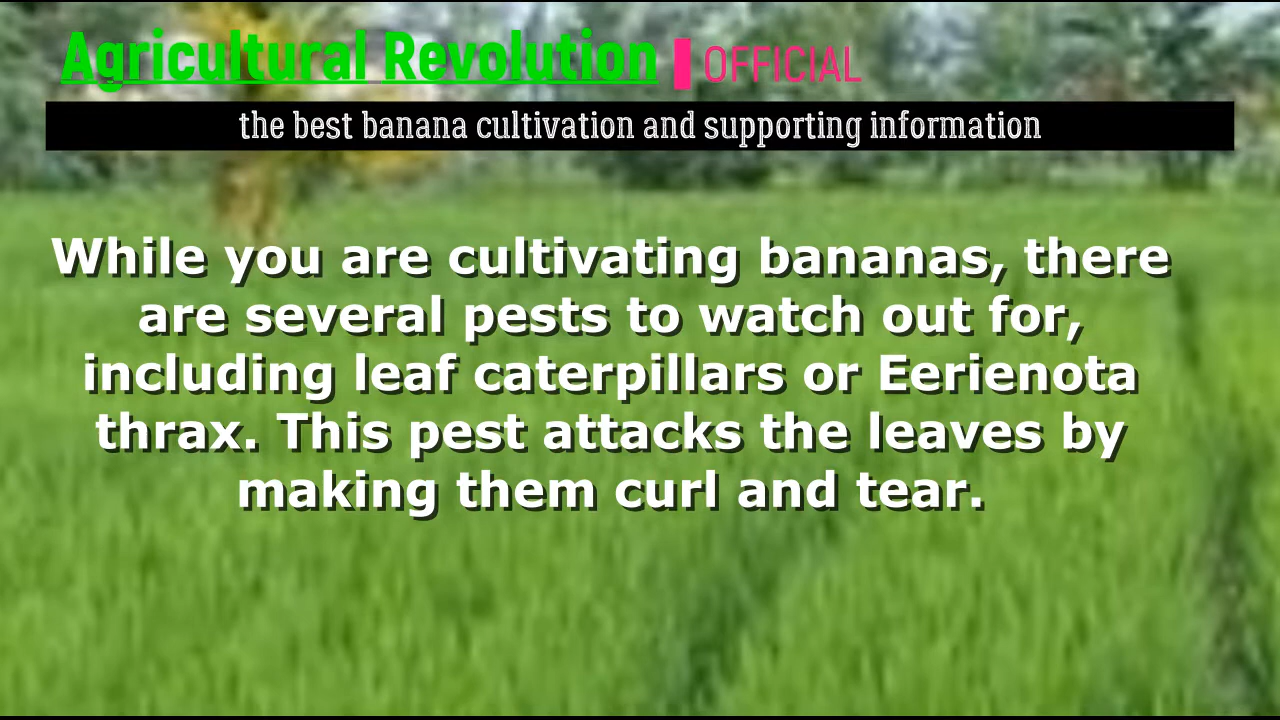 Agricultural Revolution OFFICIAL
the best banana cultivation and supporting information
While you are cultivating bananas, there
are several pests to watch out for,
including leaf caterpillars or Eerienota
thrax. This pest attacks the leaves by
making them curl and tear.